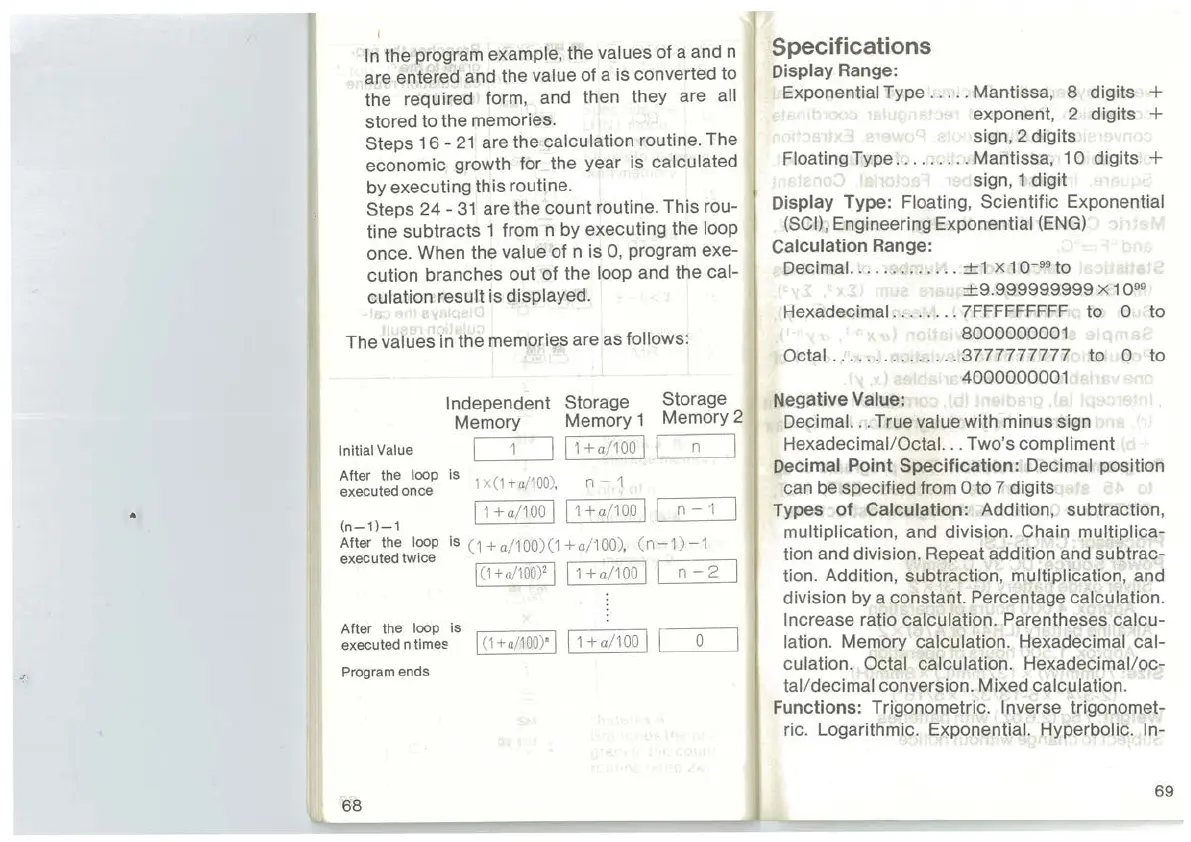 In the program example, the values of a and n
are entered and the value of a is converted to
the required form, and then they are all
stored to the memories.
Steps 16 - 21 are the calculation routine. The
economic growth for the year is calculated
by executing this routine.
Steps 24 - 31 are the count routine. This rou-
tine subtracts 1 from n by executing the loop
once. When the value of n is 0, program exe-
cution branches out of the loop and the cal-
culation result is displayed.
The values in the memories are as follows:
Independent Memory Storage Memory 1 Storage Memory 2
Initial Value 1 1+a/100 n
After the loop is
executed once 1×(1+a/100), n-1
1+a/100 1+a/100 n-1
(n-1)-1
After the loop is (1+a/100)(1+a/100), (n-1)-1
executed twice
(1+a/100)² 1+a/100 n-2
After the loop is
executed n times (1+a/100)ⁿ 1+a/100 0
Program ends
68
Specifications
Display Range:
Exponential Type ...... Mantissa, 8 digits +
exponent, 2 digits +
sign, 2 digits
Floating Type.......... Mantissa, 10 digits +
sign, 1 digit
Display Type: Floating, Scientific Exponential
(SCI), Engineering Exponential (ENG)
Calculation Range:
Decimal.............. ±1 × 10⁻⁹⁹ to
±9.999999999 × 10⁹⁹
Hexadecimal......... 7FFFFFFFFF to 0 to
8000000001
Octal................ 3777777777 to 0 to
4000000001
Negative Value:
Decimal... True value with minus sign
Hexadecimal/Octal... Two's compliment
Decimal Point Specification: Decimal position
can be specified from 0 to 7 digits
Types of Calculation: Addition, subtraction,
multiplication, and division. Chain multiplica-
tion and division. Repeat addition and subtrac-
tion. Addition, subtraction, multiplication, and
division by a constant. Percentage calculation.
Increase ratio calculation. Parentheses calcu-
lation. Memory calculation. Hexadecimal cal-
culation. Octal calculation. Hexadecimal/oc-
tal/decimal conversion. Mixed calculation.
Functions: Trigonometric. Inverse trigonomet-
ric. Logarithmic. Exponential. Hyperbolic. In-
69